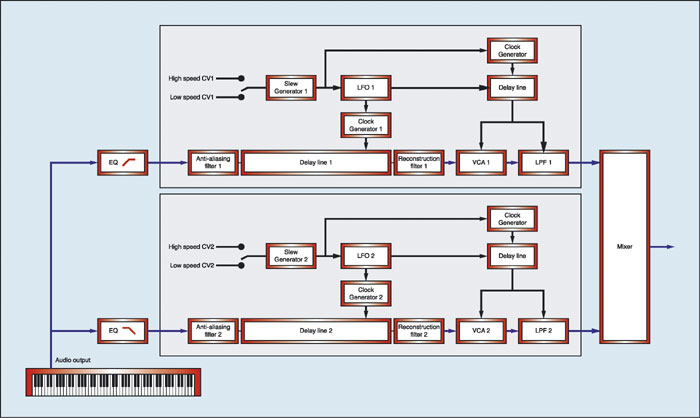 Clock
Generator
High speed CV1
Low speed CV1
Slew
Generator 1
LFO 1
Delay line
Clock
Generator 1
EQ
Anti-aliasing
filter 1
Delay line 1
Reconstruction
filter 1
VCA 1
LPF 1
Mixer
Clock
Generator
High speed CV2
Low speed CV2
Slew
Generator 2
LFO 2
Delay line
Clock
Generator 2
EQ
Anti-aliasing
filter 2
Delay line 2
Reconstruction
filter 2
VCA 2
LPF 2
Audio output